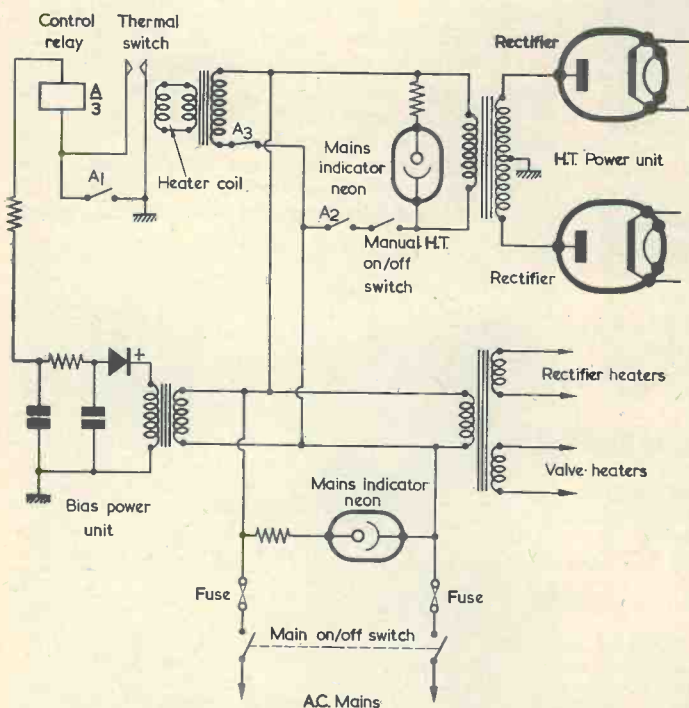 Control
relay
Thermal
switch
Rectifier
A
3
A3
Heater coil
Mains
indicator
neon
H.T. Power unit
A1
A2
Manual H.T.
on/off
switch
Rectifier
+
Rectifier heaters
Bias power
unit
Mains indicator
neon
Valve heaters
Fuse
Fuse
Main on/off switch
A.C. Mains